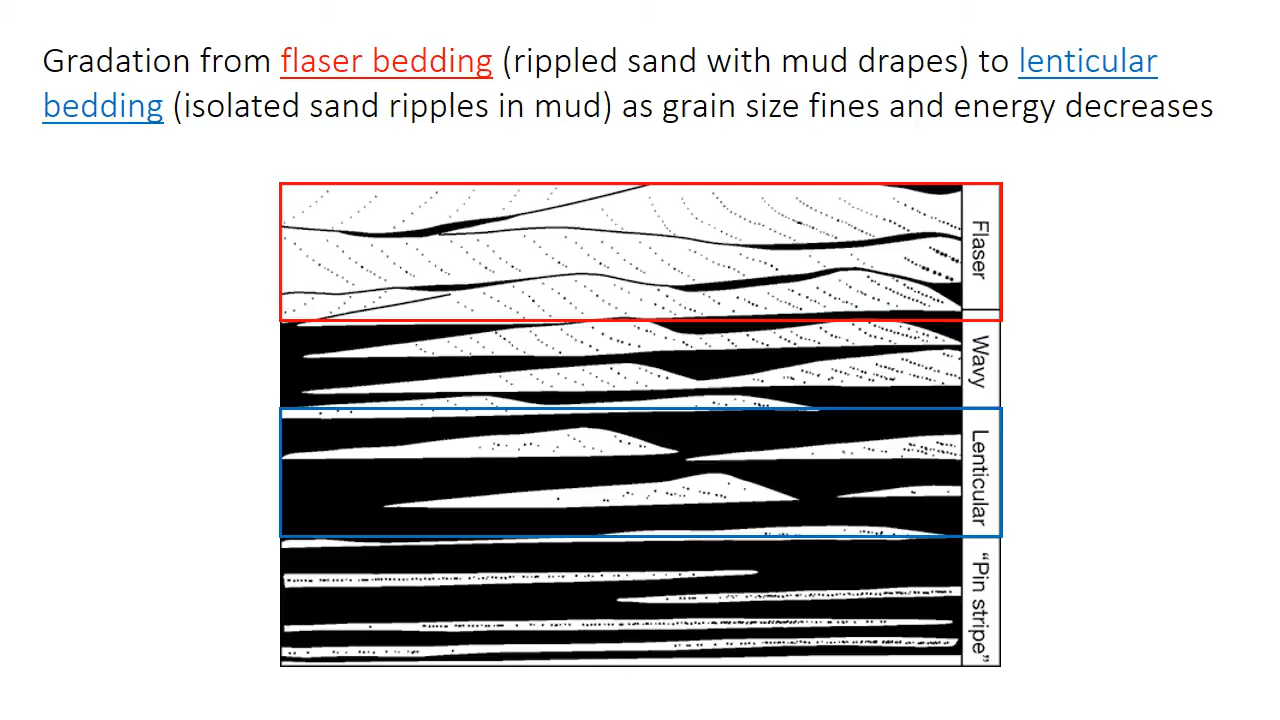 Gradation from flaser bedding (rippled sand with mud drapes) to lenticular
bedding (isolated sand ripples in mud) as grain size fines and energy decreases
Flaser
Wavy
Lenticular
“Pin stripe”